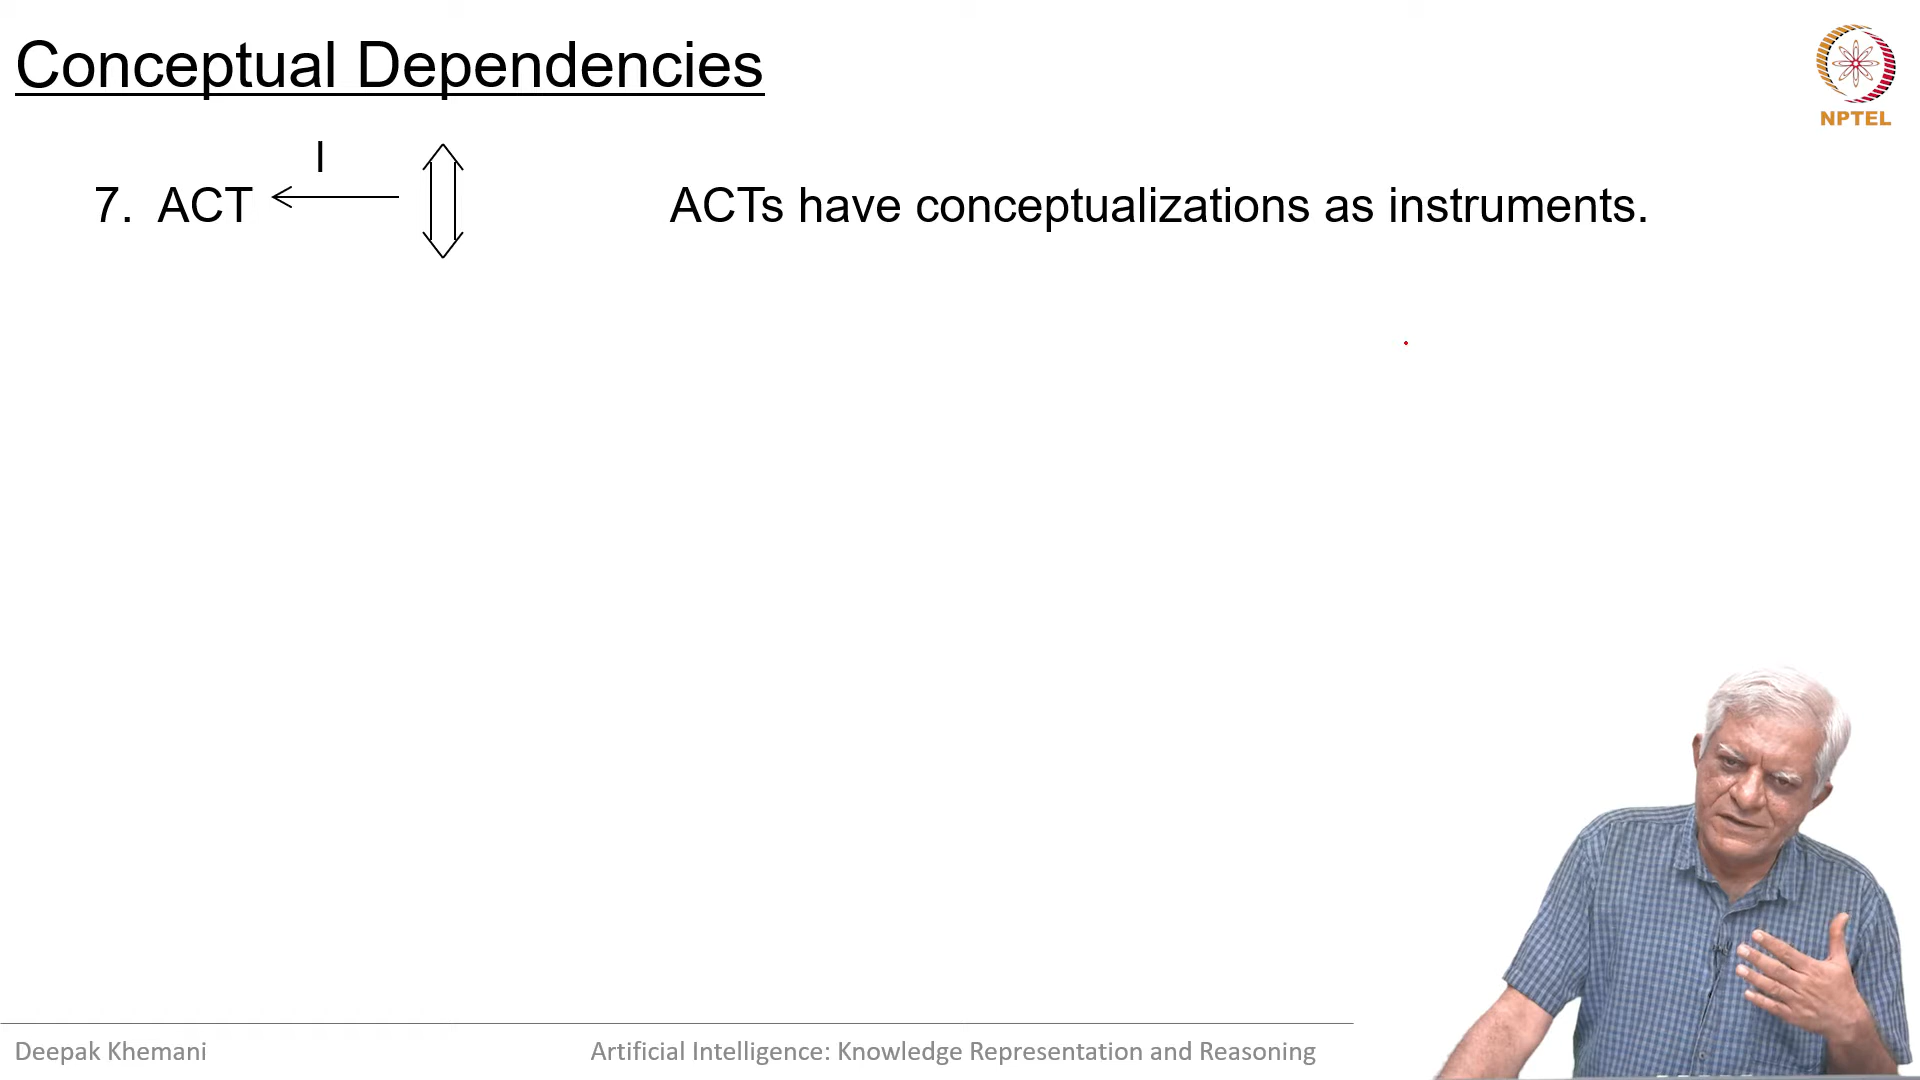 Conceptual Dependencies
NPTEL
I
7. ACT
ACTs have conceptualizations as instruments.
Deepak Khemani
Artificial Intelligence: Knowledge Representation and Reasoning